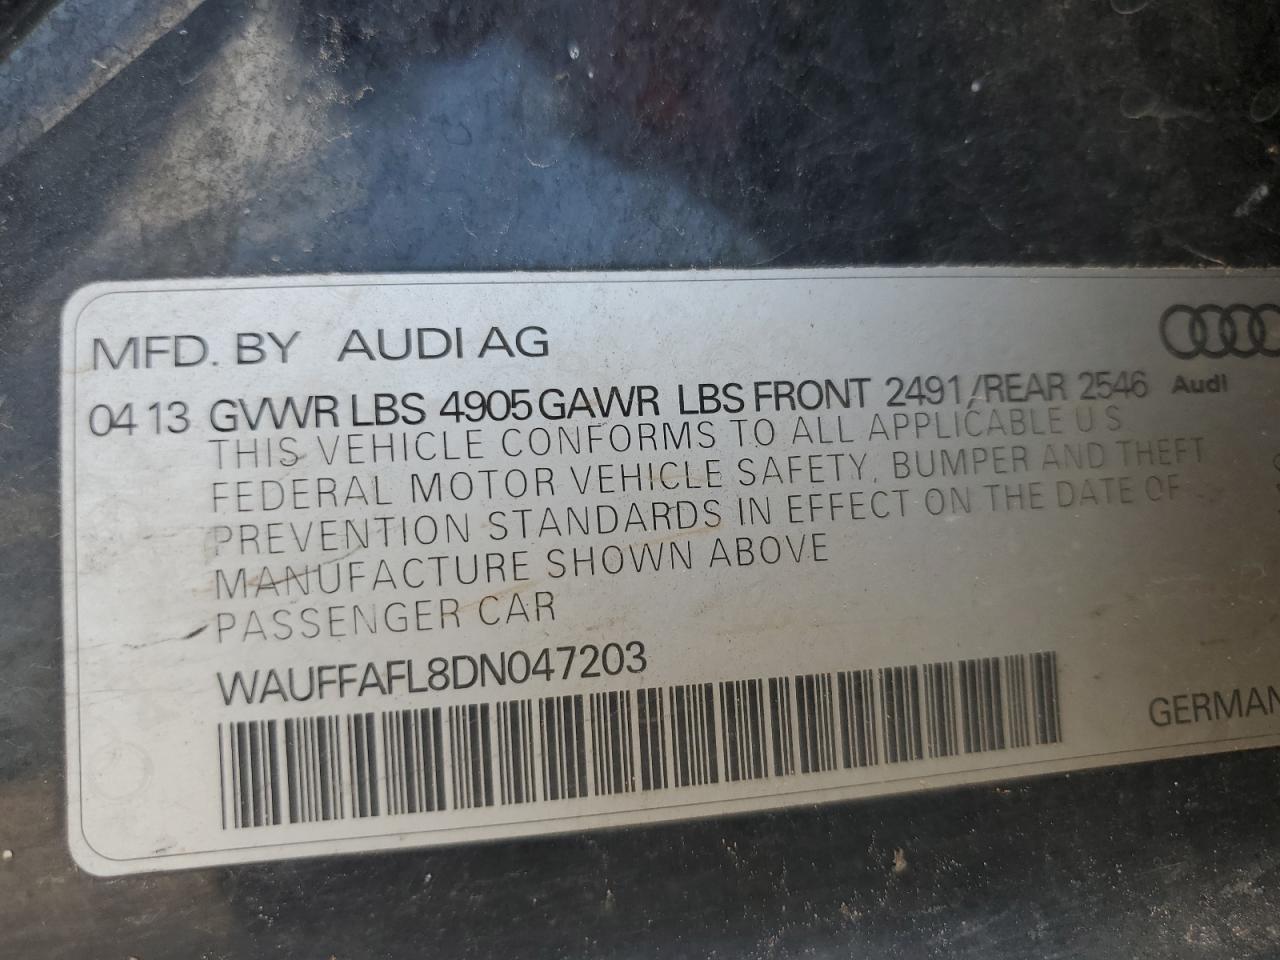 MFD. BY AUDI AG
04 13 GVWR LBS 4905 GAWR LBS FRONT 2491 /REAR 2546 Audi
THIS VEHICLE CONFORMS TO ALL APPLICABLE U S
FEDERAL MOTOR VEHICLE SAFETY, BUMPER AND THEFT
PREVENTION STANDARDS IN EFFECT ON THE DATE OF
MANUFACTURE SHOWN ABOVE
PASSENGER CAR
WAUFFAFL8DN047203
GERMAN